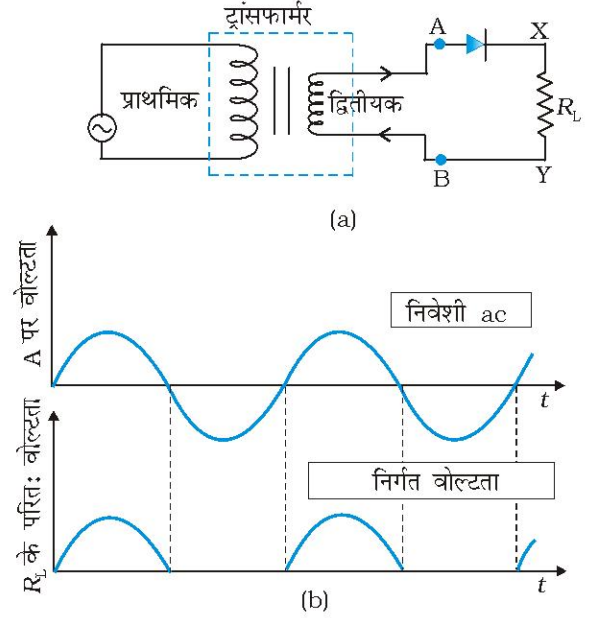 ट्रांसफार्मर
A
X
प्राथमिक
द्वितीयक
R_L
B
Y
(a)
A पर वोल्टता
निवेशी ac
t
R_L के परितः वोल्टता
निर्गत वोल्टता
t
(b)